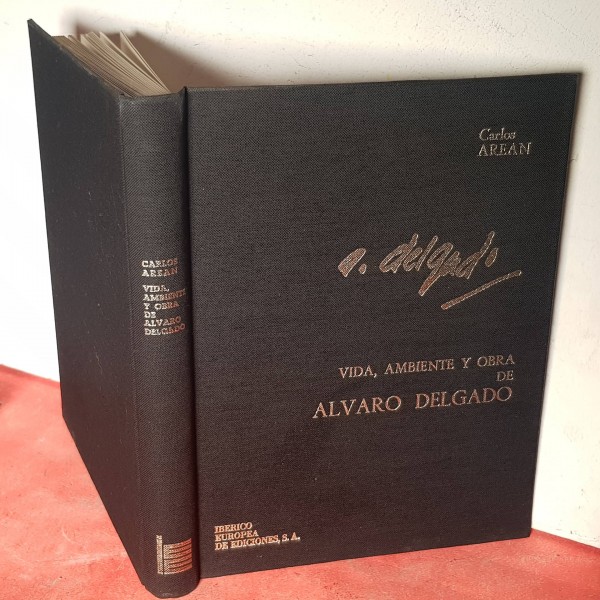 CARLOS
AREAN
VIDA,
AMBIENTE
Y OBRA
DE
ALVARO
DELGADO
Carlos
AREAN
a. delgado
VIDA, AMBIENTE Y OBRA
DE
ALVARO DELGADO
IBERICO
EUROPEA
DE EDICIONES, S. A.